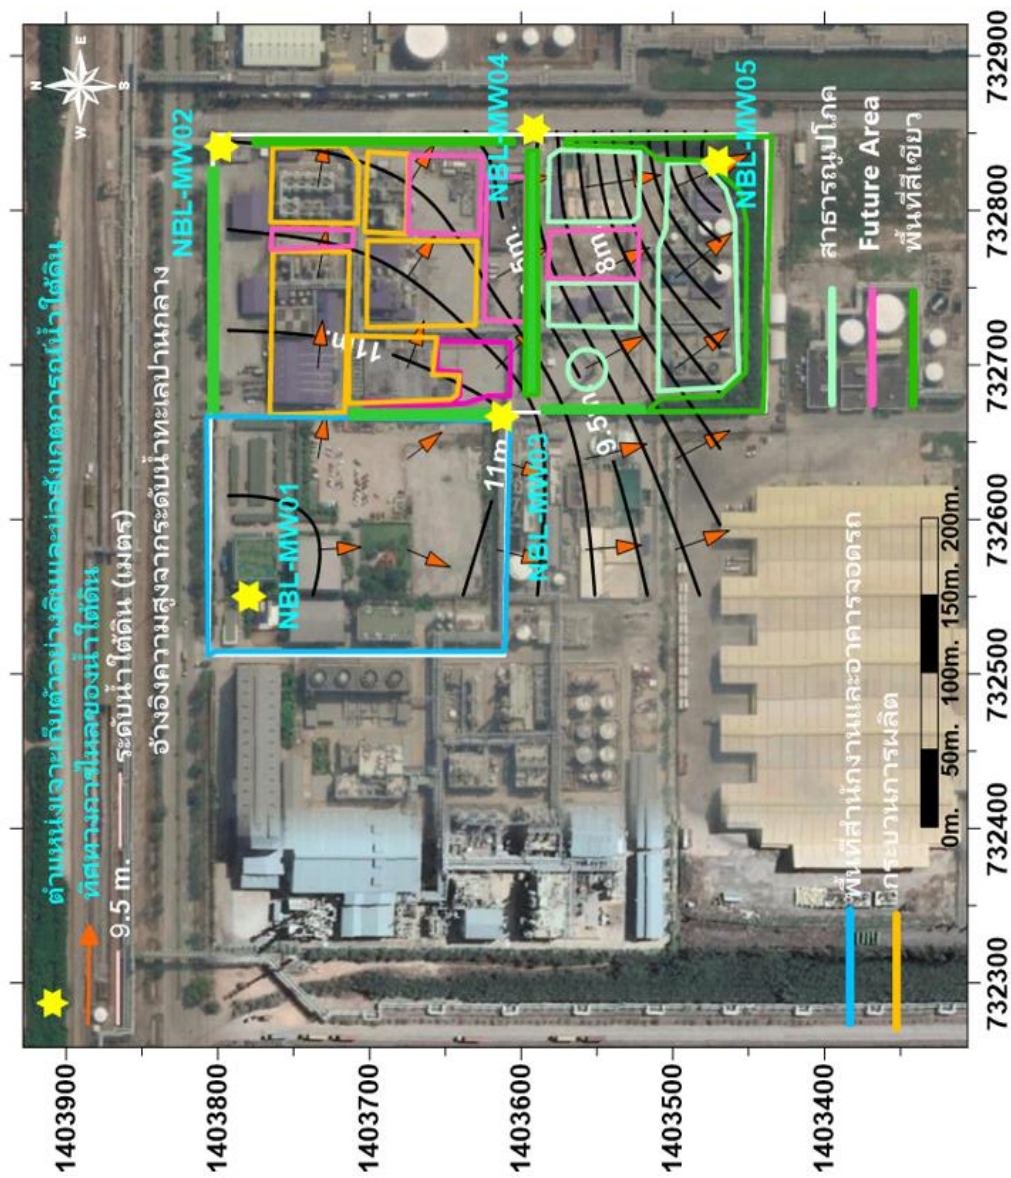 ตำแหน่งเจาะเก็บตัวอย่างดินและบ่อสังเกตการณ์น้ำใต้ดิน
ทิศทางการไหลของน้ำใต้ดิน
9.5 m. ระดับน้ำใต้ดิน (เมตร)
อ้างอิงความสูงจากระดับน้ำทะเลปานกลาง
N
E
S
W
NBL-MW02
NBL-MW04
NBL-MW05
NBL-MW01
NBL-MW03
11m.
11m.
8m.
9.5m.
สาธารณูปโภค
Future Area
พื้นที่สีเขียว
พื้นที่สำนักงานและอาคารจอดรถ
กระบวนการผลิต
0m. 50m. 100m. 150m. 200m.
1403900
1403800
1403700
1403600
1403500
1403400
732300
732400
732500
732600
732700
732800
732900